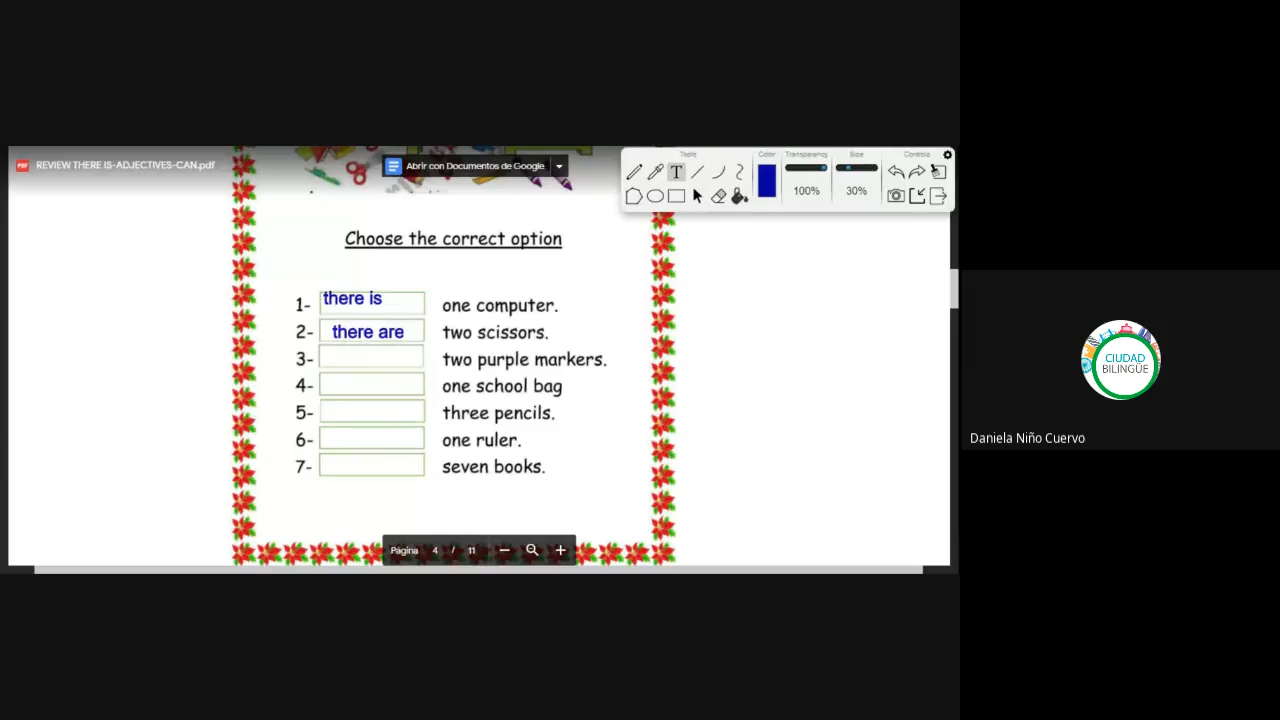 REVIEW THERE IS-ADJECTIVES-CAN.pdf
Abrir con Documentos de Google
Tools
Color
Transparency
Size
Controls
100%
30%
Choose the correct option
1- there is one computer.
2- there are two scissors.
3- two purple markers.
4- one school bag
5- three pencils.
6- one ruler.
7- seven books.
Página 4 / 11
CIUDAD
BILINGÜE
Daniela Niño Cuervo